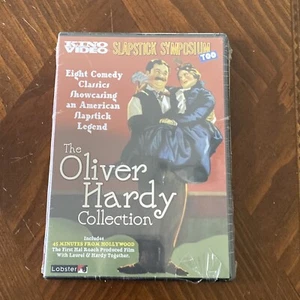 KINO VIDEO
SLAPSTICK SYMPOSIUM
TOO
Eight Comedy
Classics
Showcasing
an American
Slapstick
Legend
The
Oliver
Hardy
Collection
Includes
45 MINUTES FROM HOLLYWOOD
The First Hal Roach Produced Film
With Laurel & Hardy Together.
Lobster